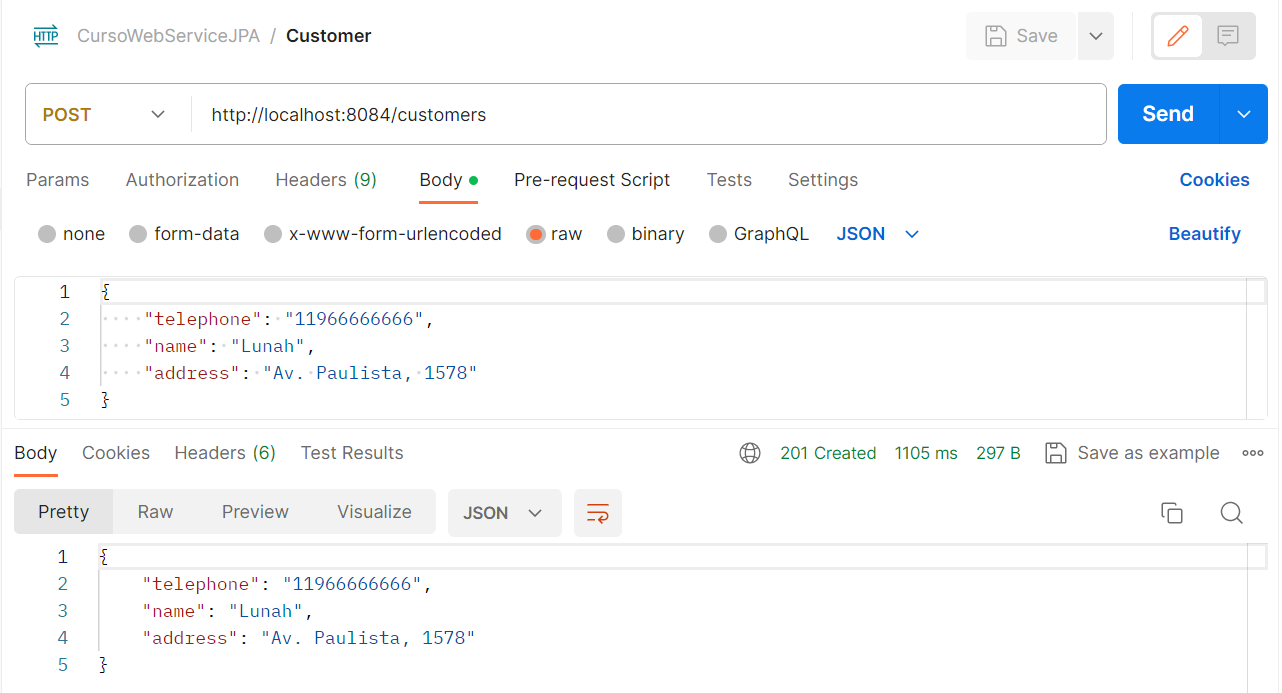 HTTP CursoWebServiceJPA / Customer Save
POST http://localhost:8084/customers Send
Params Authorization Headers (9) Body Pre-request Script Tests Settings Cookies
none form-data x-www-form-urlencoded raw binary GraphQL JSON Beautify
1 {
2 "telephone": "11966666666",
3 "name": "Lunah",
4 "address": "Av. Paulista, 1578"
5 }
Body Cookies Headers (6) Test Results 201 Created 1105 ms 297 B Save as example
Pretty Raw Preview Visualize JSON
1 {
2 "telephone": "11966666666",
3 "name": "Lunah",
4 "address": "Av. Paulista, 1578"
5 }